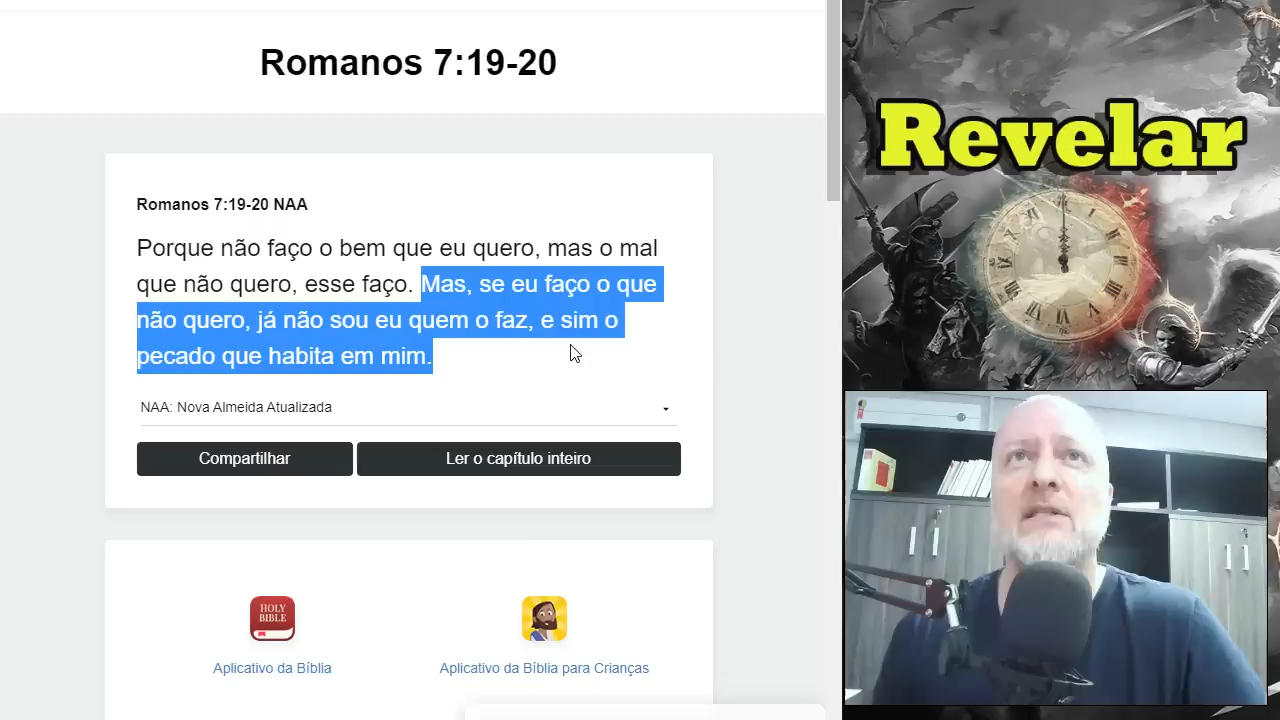 Romanos 7:19-20
Romanos 7:19-20 NAA
Porque não faço o bem que eu quero, mas o mal
que não quero, esse faço. Mas, se eu faço o que
não quero, já não sou eu quem o faz, e sim o
pecado que habita em mim.
NAA: Nova Almeida Atualizada
Compartilhar
Ler o capítulo inteiro
HOLY
BIBLE
Aplicativo da Bíblia
Aplicativo da Bíblia para Crianças
Revelar